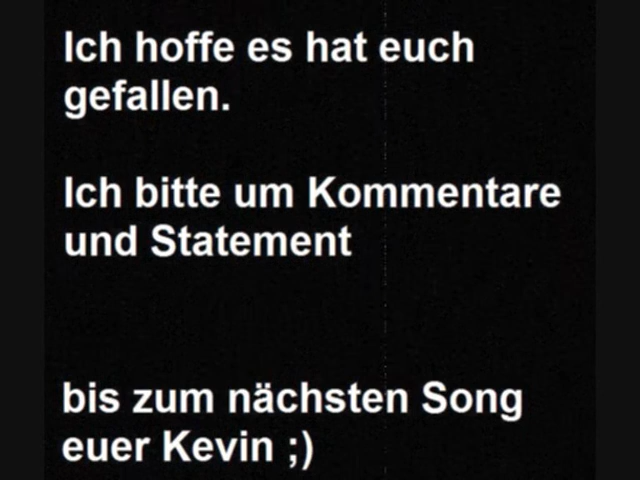 Ich hoffe es hat euch
gefallen.
Ich bitte um Kommentare
und Statement
bis zum nächsten Song
euer Kevin ;)